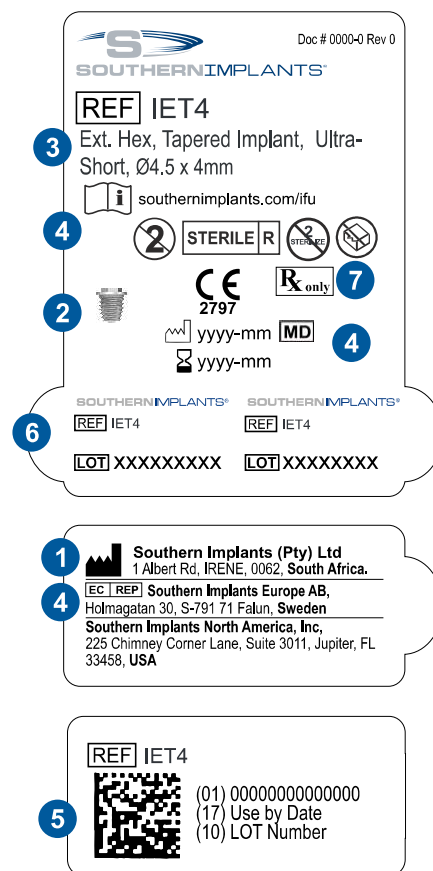 Doc # 0000-0 Rev 0
S
SOUTHERNIMPLANTS™
REF IET4
3
Ext. Hex, Tapered Implant, Ultra-
Short, Ø4.5 x 4mm
i southernimplants.com/ifu
4
2 STERILE R 2 STERILIZE
Rx only 7
2
CE
2797
yyyy-mm MD 4
yyyy-mm
SOUTHERNIMPLANTS® SOUTHERNIMPLANTS®
6
REF IET4 REF IET4
LOT XXXXXXXXX LOT XXXXXXXX
1
Southern Implants (Pty) Ltd
1 Albert Rd, IRENE, 0062, South Africa.
4
EC REP Southern Implants Europe AB,
Holmagatan 30, S-791 71 Falun, Sweden
Southern Implants North America, Inc,
225 Chimney Corner Lane, Suite 3011, Jupiter, FL
33458, USA
REF IET4
5
(01) 00000000000000
(17) Use by Date
(10) LOT Number